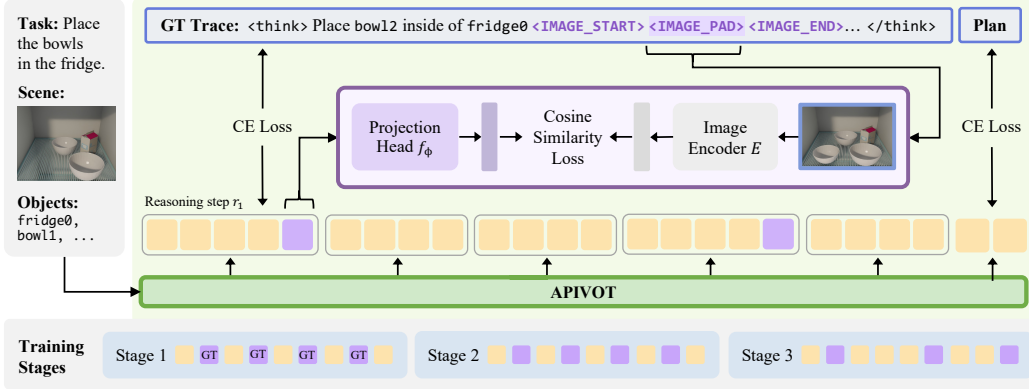 Task: Place
the bowls
in the fridge.
Scene:
Objects:
fridge0,
bowl1, ...
GT Trace: <think> Place bowl2 inside of fridge0 <IMAGE_START> <IMAGE_PAD> <IMAGE_END>... </think>
Plan
CE Loss
Projection
Head fϕ
Cosine
Similarity
Loss
Image
Encoder E
CE Loss
Reasoning step r1
APIVOT
Training
Stages
Stage 1 GT GT GT GT
Stage 2
Stage 3